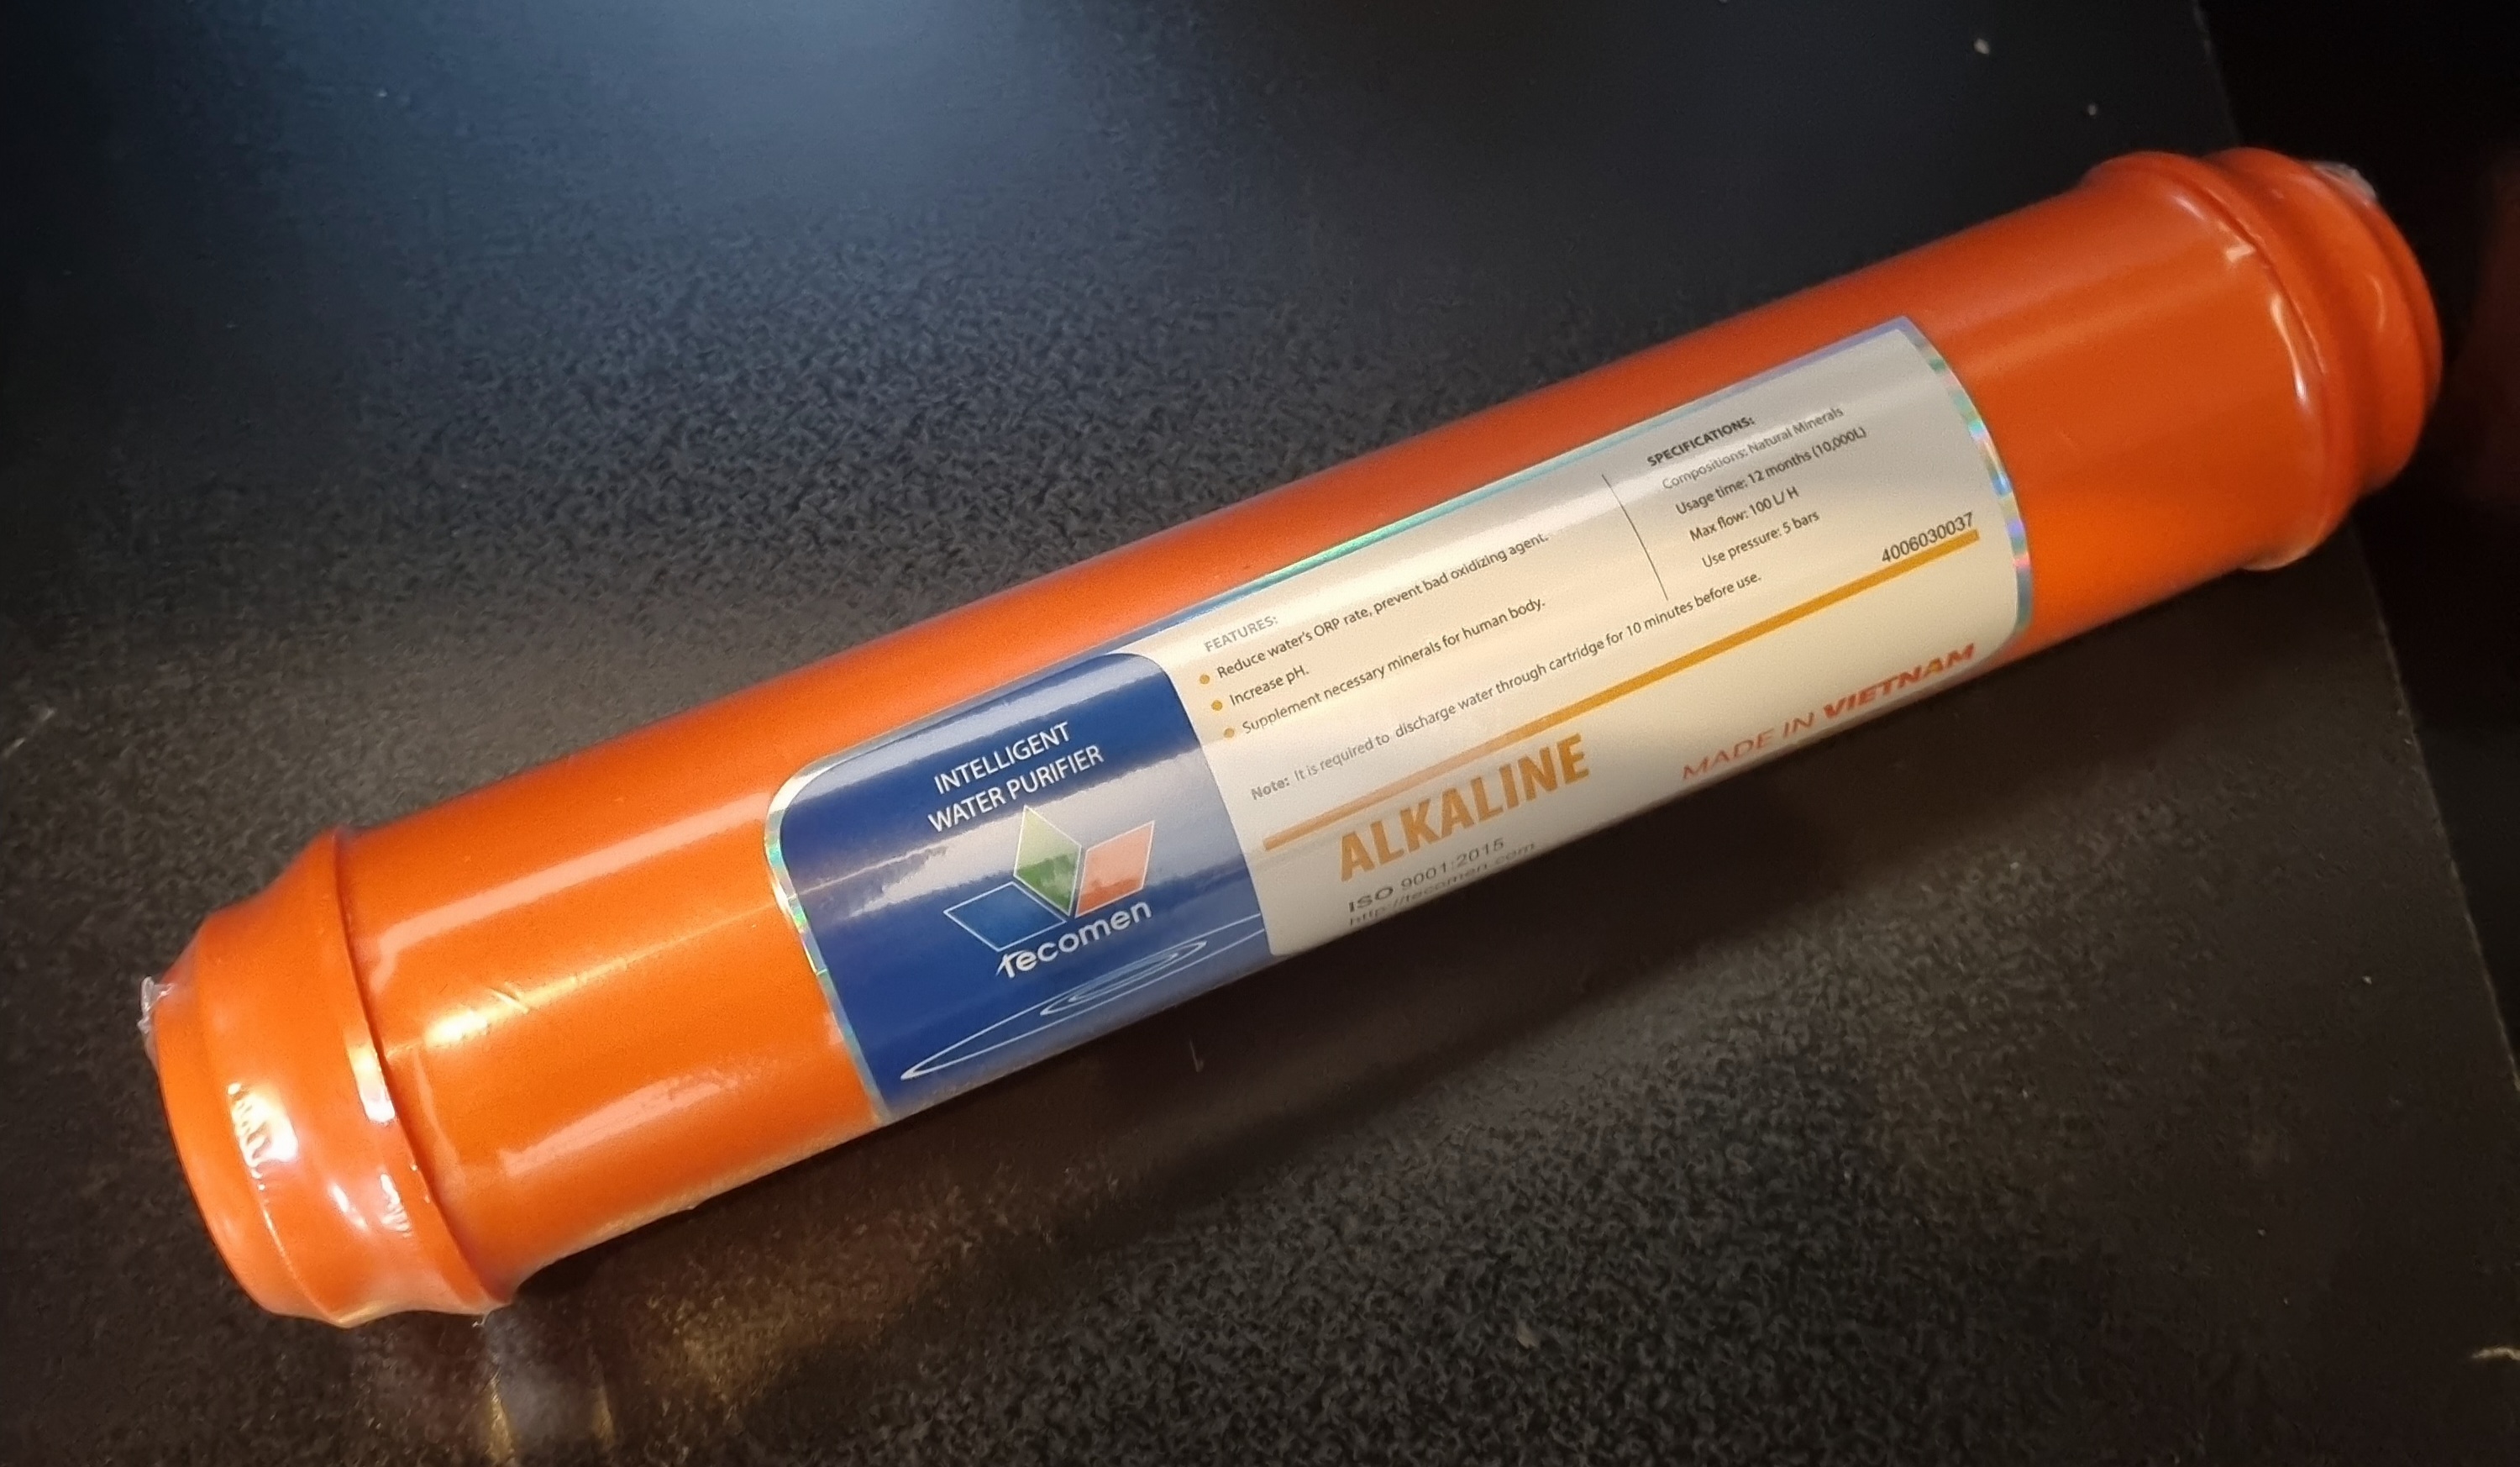 INTELLIGENT
WATER PURIFIER
Tecomen
FEATURES:
Reduce water's ORP rate, prevent bad oxidizing agent.
Increase pH.
Supplement necessary minerals for human body.
SPECIFICATIONS:
Compositions: Natural Minerals
Usage time: 12 months (10,000L)
Max flow: 100 L/ H
Use pressure: 5 bars
Note: It is required to discharge water through cartridge for 10 minutes before use.
4006030037
ALKALINE
MADE IN VIETNAM
ISO 9001:2015
http://tecomen.com